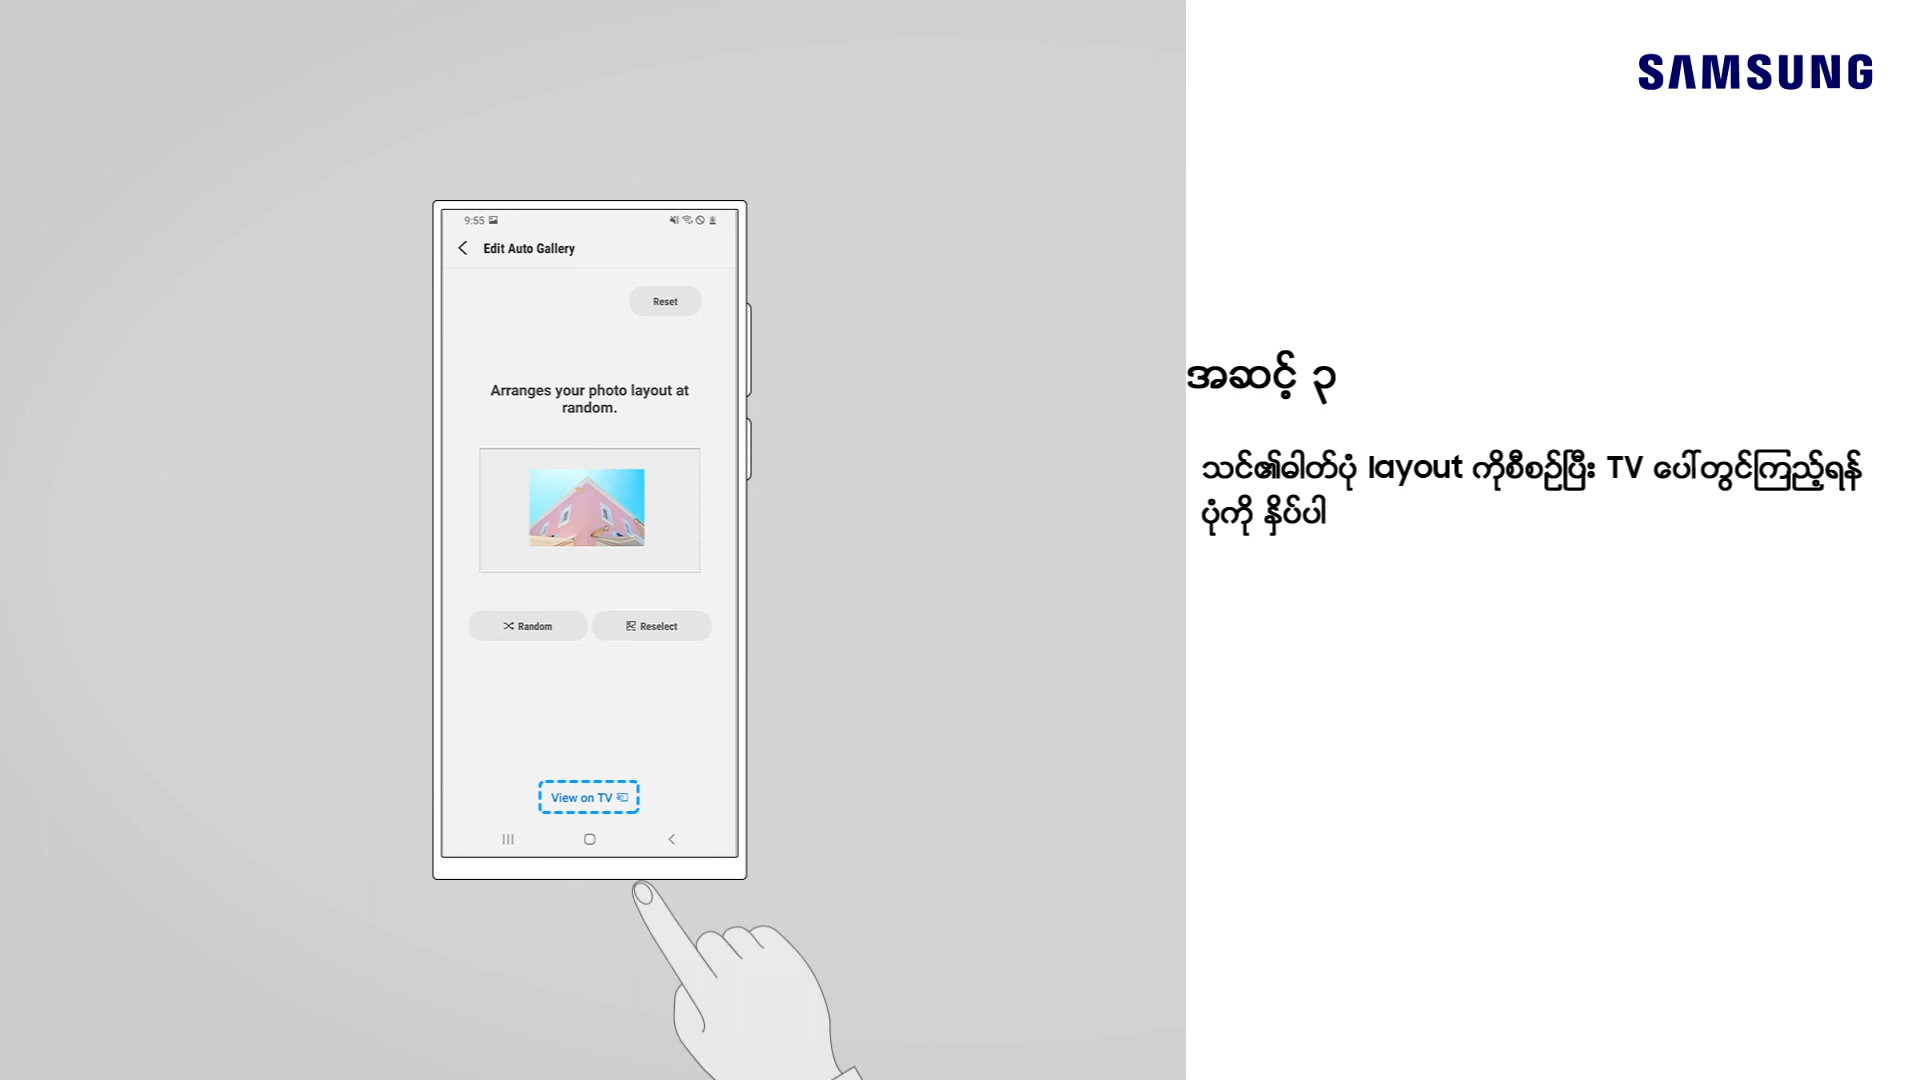 SAMSUNG
9:55
Edit Auto Gallery
Reset
Arranges your photo layout at
random.
Random
Reselect
View on TV
အဆင့် ၃
သင်၏ဓါတ်ပုံ layout ကိုစီစဉ်ပြီး TV ပေါ်တွင်ကြည့်ရန်
ပုံကို နှိပ်ပါ